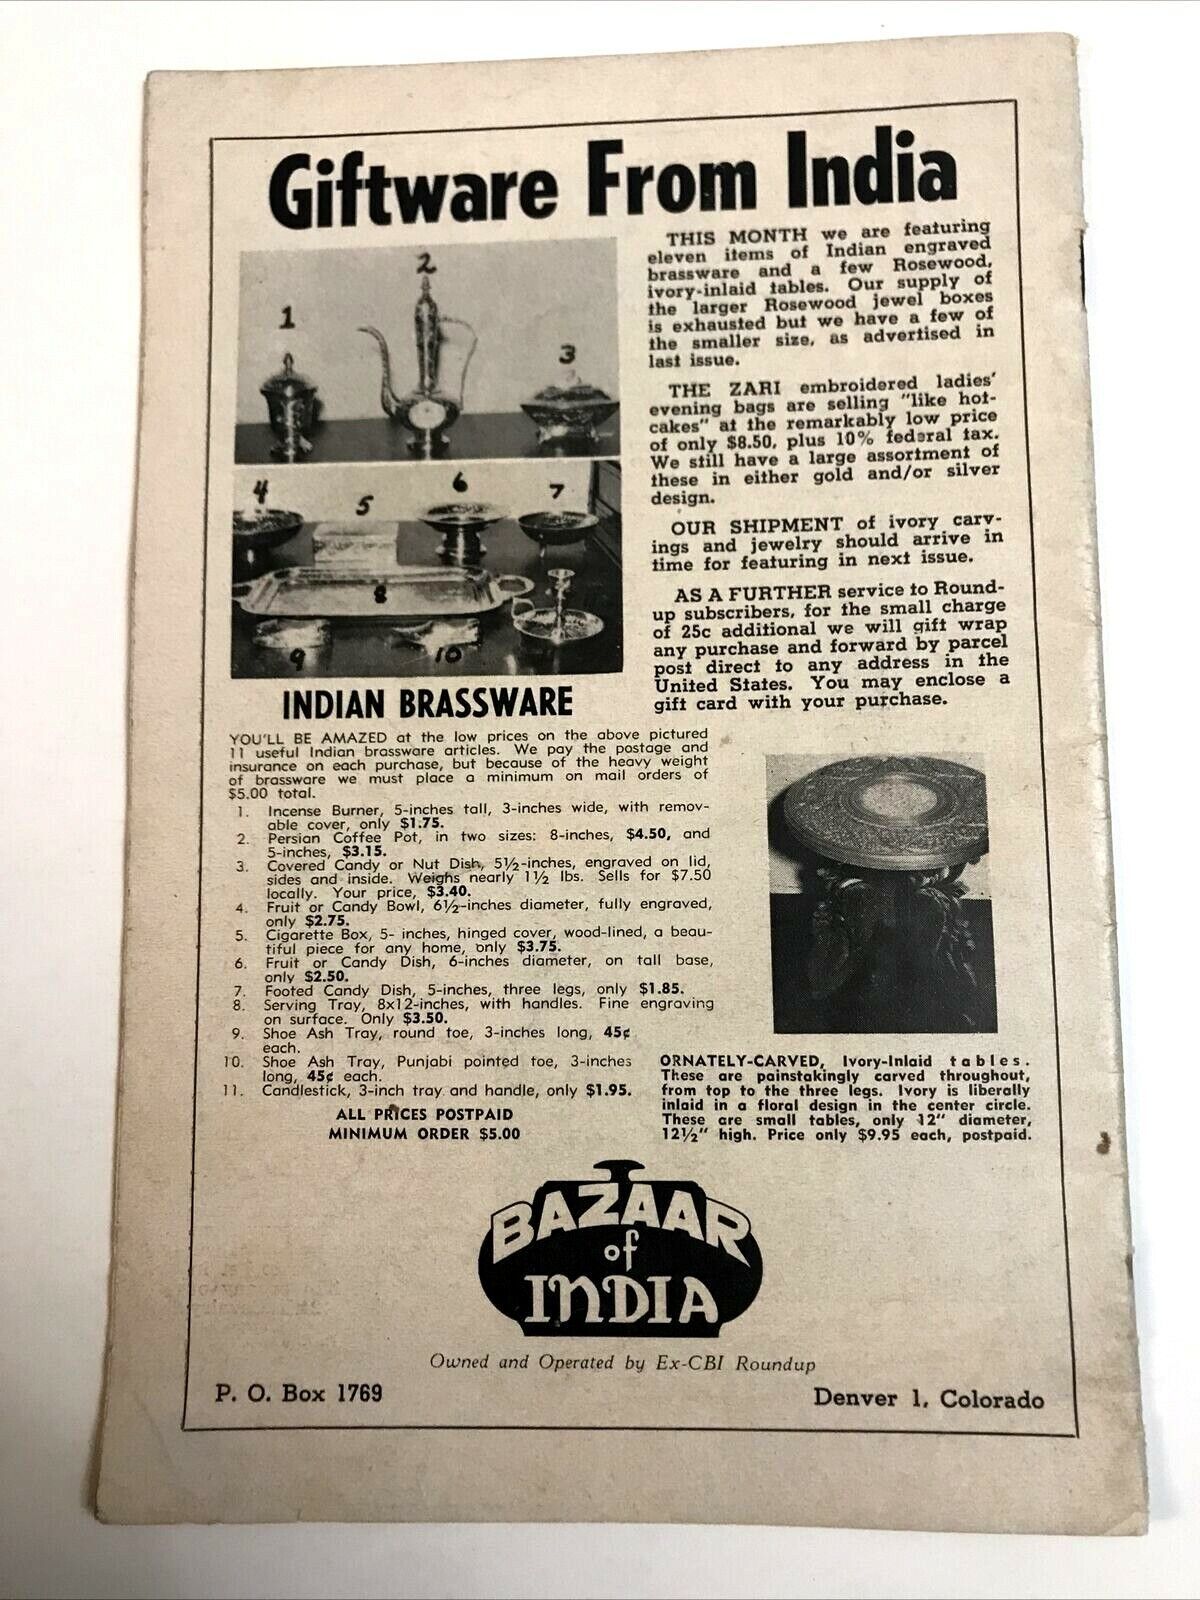 Giftware From India
1
2
3
4
5
6
7
8
9
10
THIS MONTH we are featuring
eleven items of Indian engraved
brassware and a few Rosewood,
ivory-inlaid tables. Our supply of
the larger Rosewood jewel boxes
is exhausted but we have a few of
the smaller size, as advertised in
last issue.
THE ZARI embroidered ladies'
evening bags are selling "like hot-
cakes" at the remarkably low price
of only $8.50, plus 10% federal tax.
We still have a large assortment of
these in either gold and/or silver
design.
OUR SHIPMENT of ivory carv-
ings and jewelry should arrive in
time for featuring in next issue.
AS A FURTHER service to Round-
up subscribers, for the small charge
of 25c additional we will gift wrap
any purchase and forward by parcel
post direct to any address in the
United States. You may enclose a
gift card with your purchase.
INDIAN BRASSWARE
YOU'LL BE AMAZED at the low prices on the above pictured
11 useful Indian brassware articles. We pay the postage and
insurance on each purchase, but because of the heavy weight
of brassware we must place a minimum on mail orders of
$5.00 total.
1. Incense Burner, 5-inches tall, 3-inches wide, with remov-
able cover, only $1.75.
2. Persian Coffee Pot, in two sizes: 8-inches, $4.50, and
5-inches, $3.15.
3. Covered Candy or Nut Dish, 5½-inches, engraved on lid,
sides and inside. Weighs nearly 1½ lbs. Sells for $7.50
locally. Your price, $3.40.
4. Fruit or Candy Bowl, 6½-inches diameter, fully engraved,
only $2.75.
5. Cigarette Box, 5- inches, hinged cover, wood-lined, a beau-
tiful piece for any home, only $3.75.
6. Fruit or Candy Dish, 6-inches diameter, on tall base,
only $2.50.
7. Footed Candy Dish, 5-inches, three legs, only $1.85.
8. Serving Tray, 8x12-inches, with handles. Fine engraving
on surface. Only $3.50.
9. Shoe Ash Tray, round toe, 3-inches long, 45¢
each.
10. Shoe Ash Tray, Punjabi pointed toe, 3-inches
long, 45¢ each.
11. Candlestick, 3-inch tray and handle, only $1.95.
ALL PRICES POSTPAID
MINIMUM ORDER $5.00
ORNATELY-CARVED, Ivory-Inlaid tables.
These are painstakingly carved throughout,
from top to the three legs. Ivory is liberally
inlaid in a floral design in the center circle.
These are small tables, only 12" diameter,
12½" high. Price only $9.95 each, postpaid.
BAZAAR
of
INDIA
Owned and Operated by Ex-CBI Roundup
P. O. Box 1769
Denver 1, Colorado